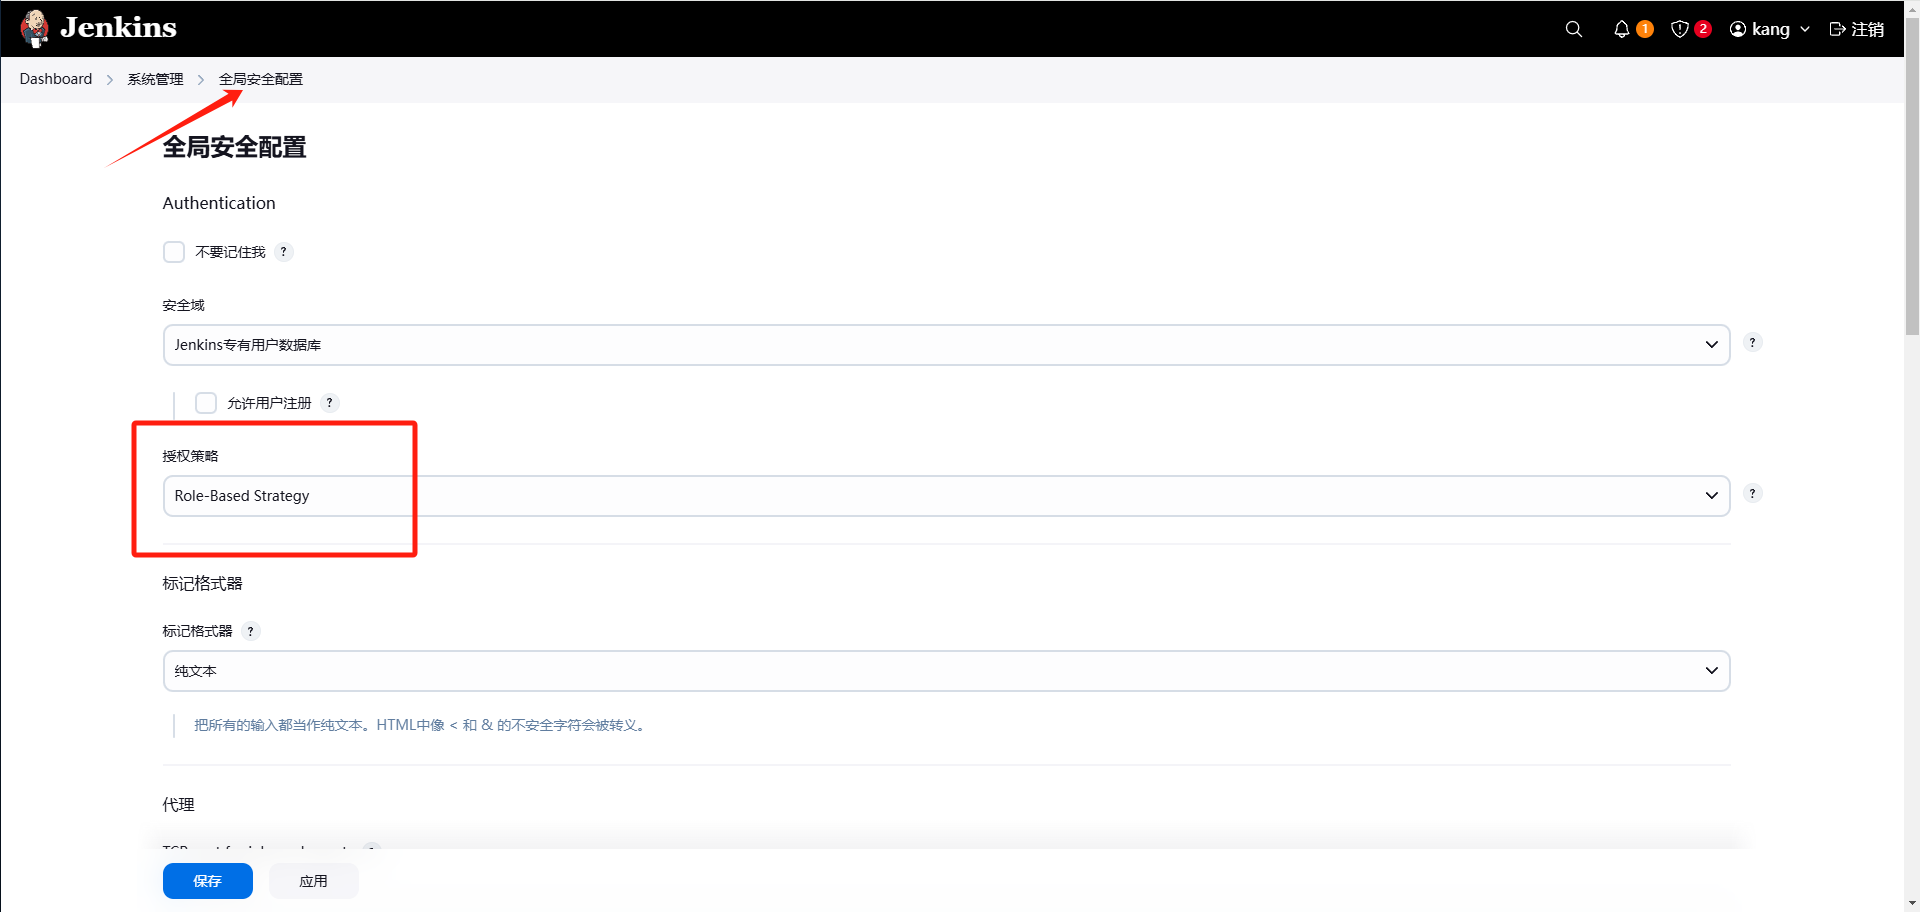 Jenkins
1
2
kang
注销
Dashboard
系统管理
全局安全配置
全局安全配置
Authentication
不要记住我 ?
安全域
Jenkins专有用户数据库
?
允许用户注册 ?
授权策略
Role-Based Strategy
?
标记格式器
标记格式器 ?
纯文本
把所有的输入都当作纯文本。HTML中像 < 和 & 的不安全字符会被转义。
代理
保存
应用